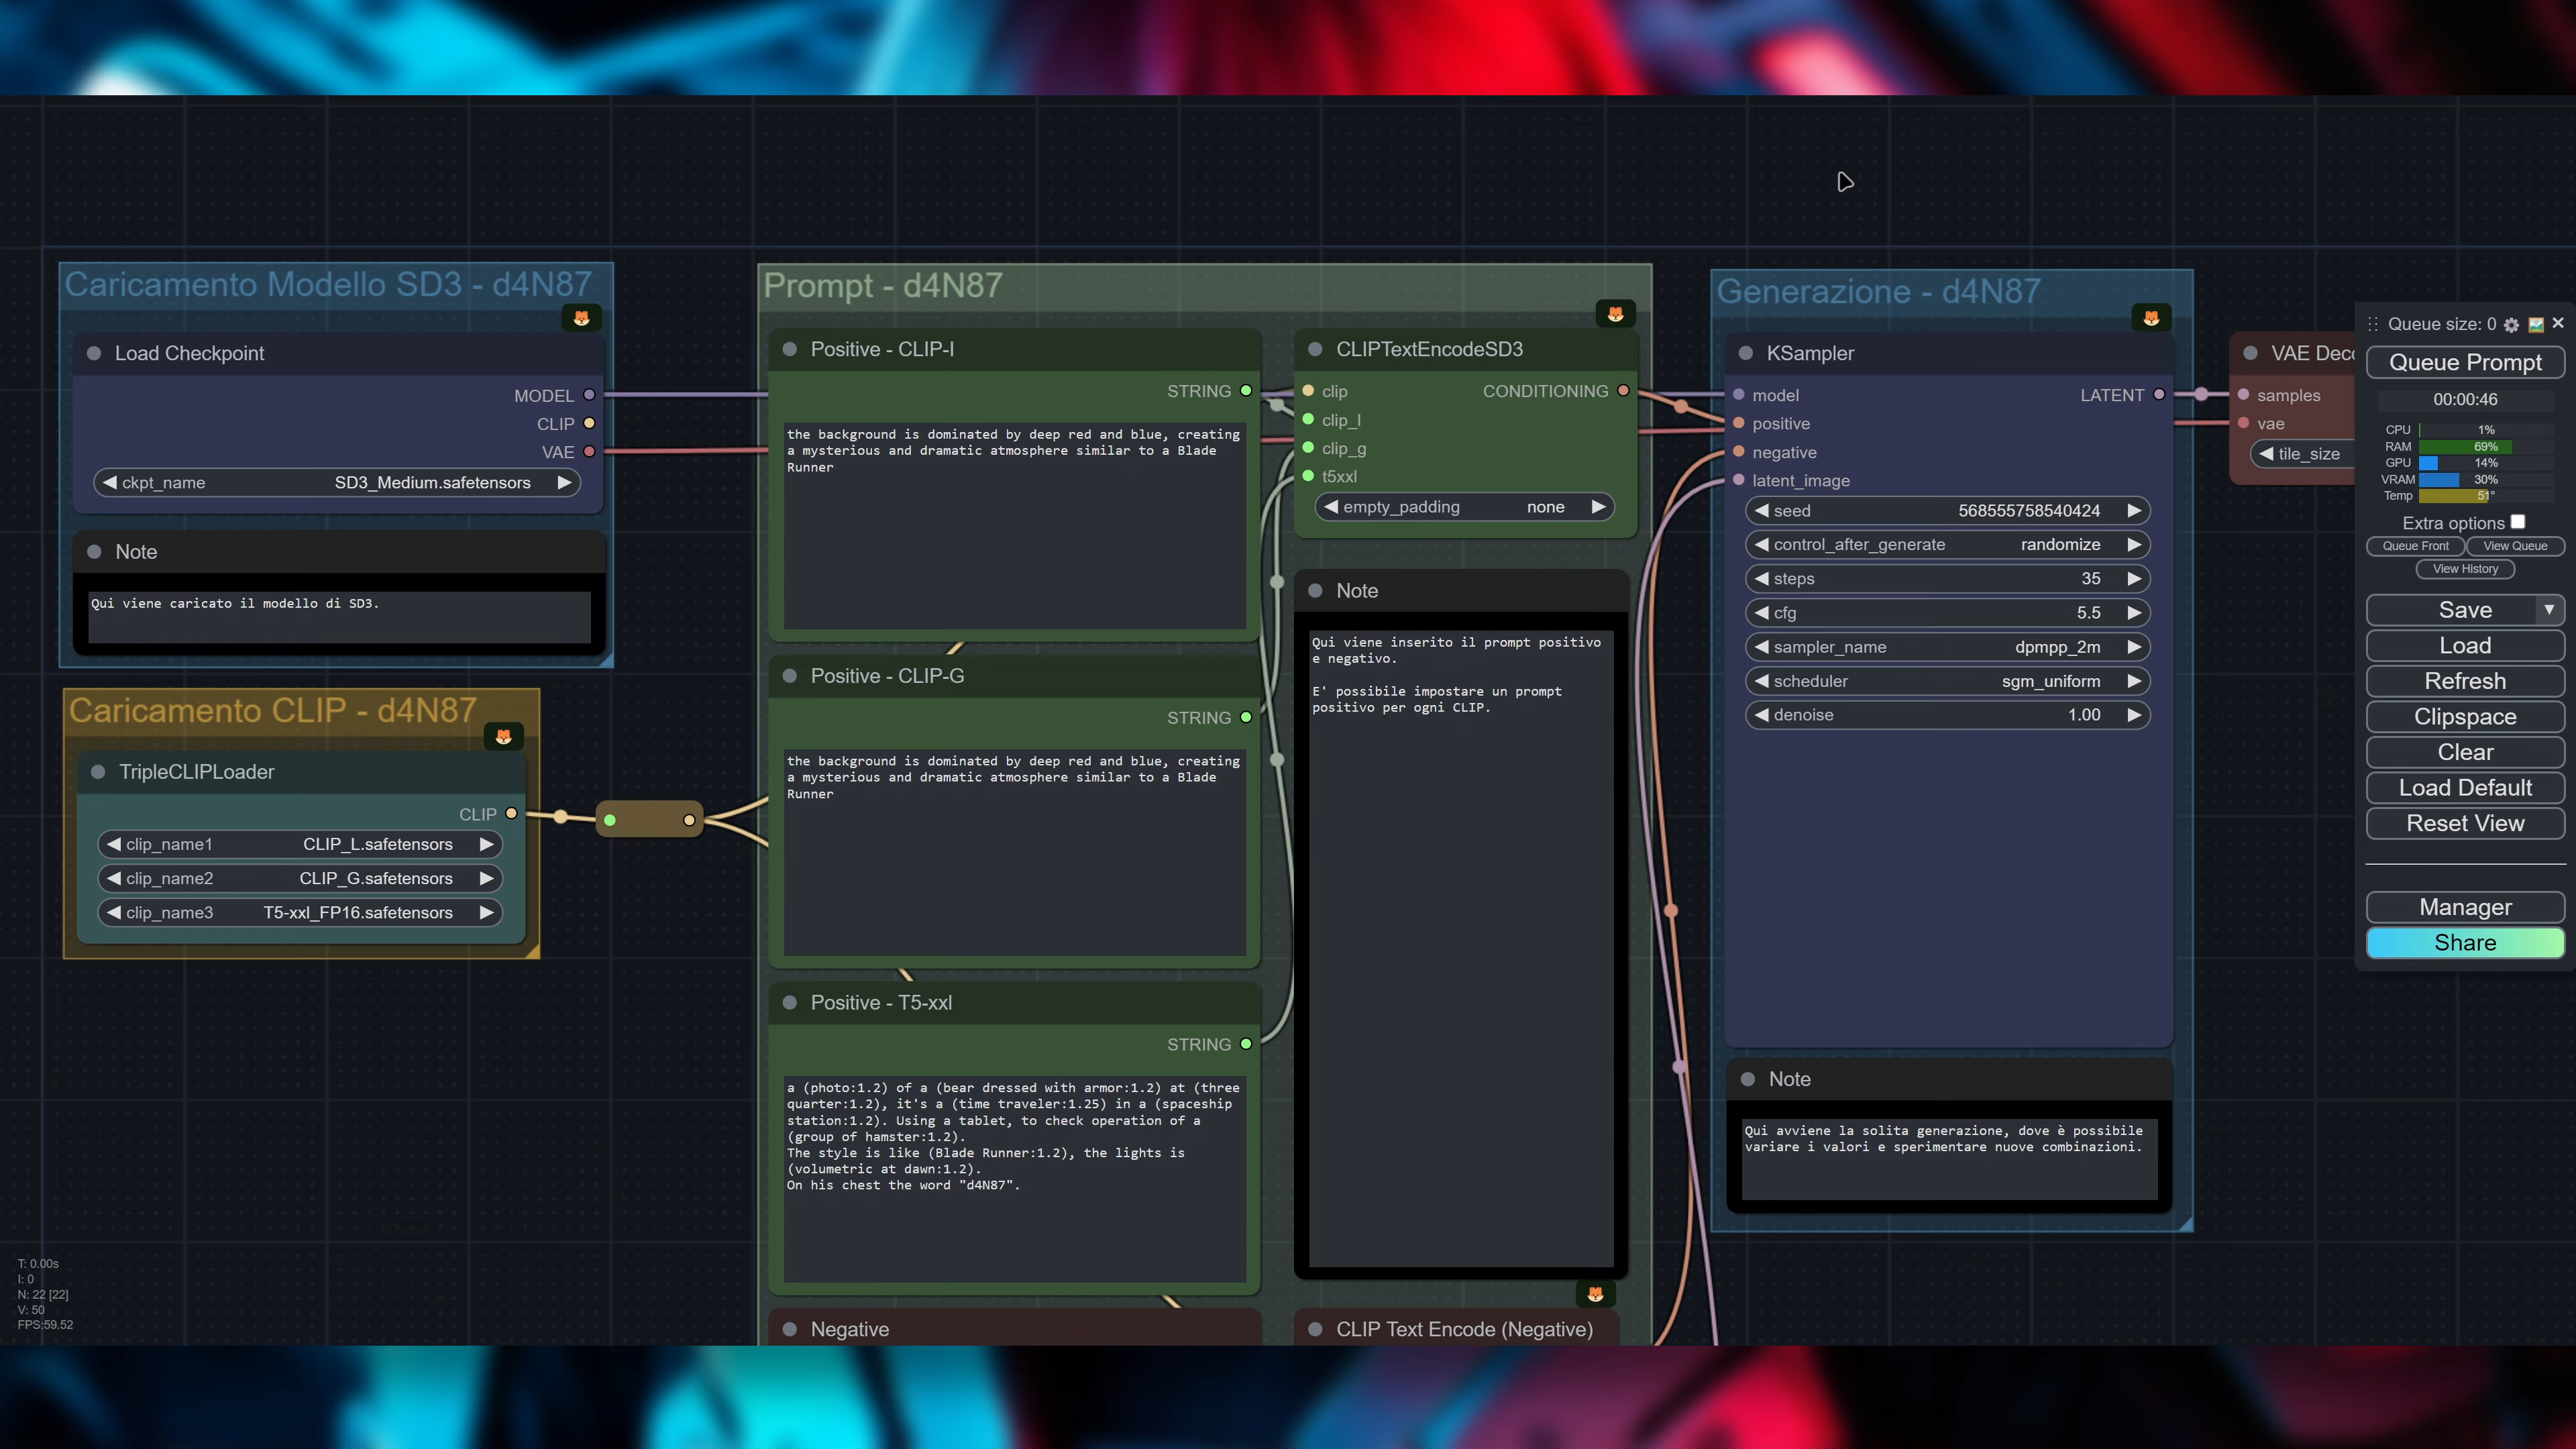 Caricamento Modello SD3 - d4N87
Load Checkpoint
MODEL
CLIP
VAE
ckpt_name SD3_Medium.safetensors
Note
Qui viene caricato il modello di SD3.
Caricamento CLIP - d4N87
TripleCLIPLoader
CLIP
clip_name1 CLIP_L.safetensors
clip_name2 CLIP_G.safetensors
clip_name3 T5-xxl_FP16.safetensors
Prompt - d4N87
Positive - CLIP-l
STRING
the background is dominated by deep red and blue, creating
a mysterious and dramatic atmosphere similar to a Blade
Runner
Positive - CLIP-G
STRING
the background is dominated by deep red and blue, creating
a mysterious and dramatic atmosphere similar to a Blade
Runner
Positive - T5-xxl
STRING
a (photo:1.2) of a (bear dressed with armor:1.2) at (three
quarter:1.2), it's a (time traveler:1.25) in a (spaceship
station:1.2). Using a tablet, to check operation of a
(group of hamster:1.2).
The style is like (Blade Runner:1.2), the lights is
(volumetric at dawn:1.2).
On his chest the word "d4N87".
Negative
CLIPTextEncodeSD3
clip CONDITIONING
clip_l
clip_g
t5xxl
empty_padding none
Note
Qui viene inserito il prompt positivo
e negativo.
E' possibile impostare un prompt
positivo per ogni CLIP.
CLIP Text Encode (Negative)
Generazione - d4N87
KSampler
model LATENT
positive
negative
latent_image
seed 568555758540424
control_after_generate randomize
steps 35
cfg 5.5
sampler_name dpmpp_2m
scheduler sgm_uniform
denoise 1.00
Note
Qui avviene la solita generazione, dove è possibile
variare i valori e sperimentare nuove combinazioni.
VAE Deco
samples
vae
tile_size
Queue size: 0
Queue Prompt
00:00:46
CPU 1%
RAM 69%
GPU 14%
VRAM 30%
Temp 51°
Extra options
Queue Front View Queue
View History
Save
Load
Refresh
Clipspace
Clear
Load Default
Reset View
Manager
Share
T: 0.00s
I: 0
N: 22 [22]
V: 50
FPS:59.52